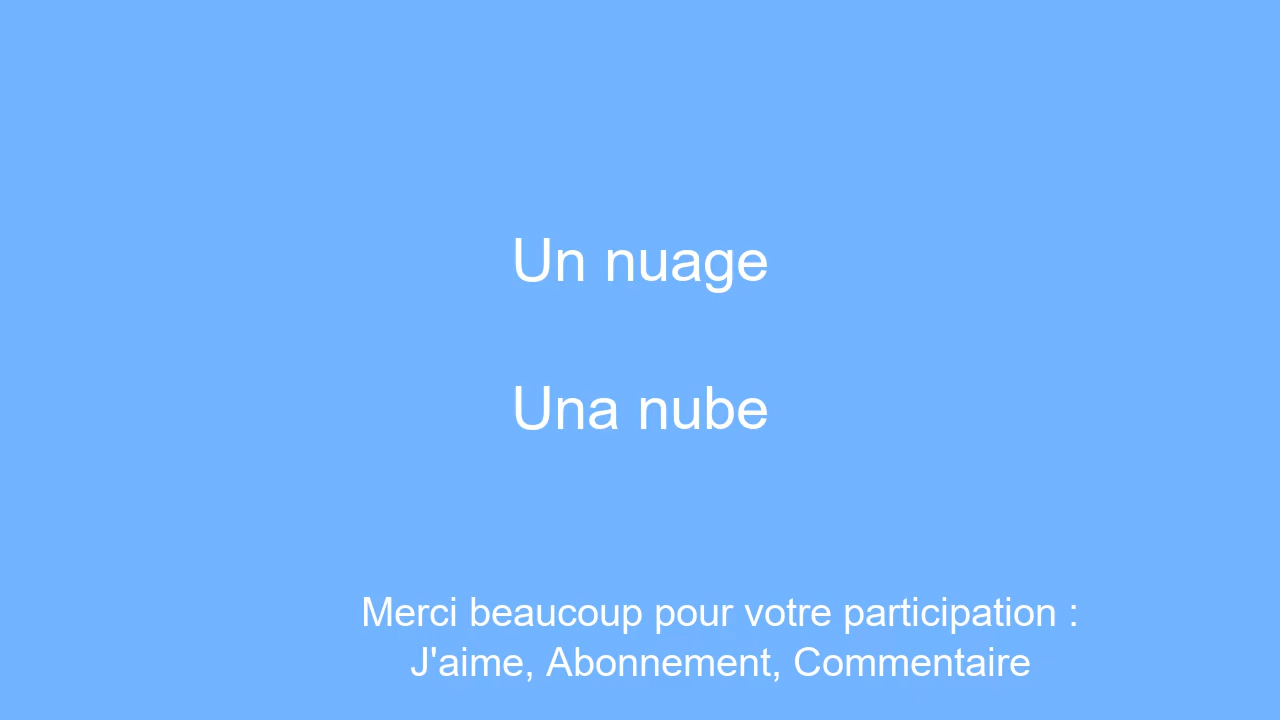 Un nuage
Una nube
Merci beaucoup pour votre participation :
J'aime, Abonnement, Commentaire